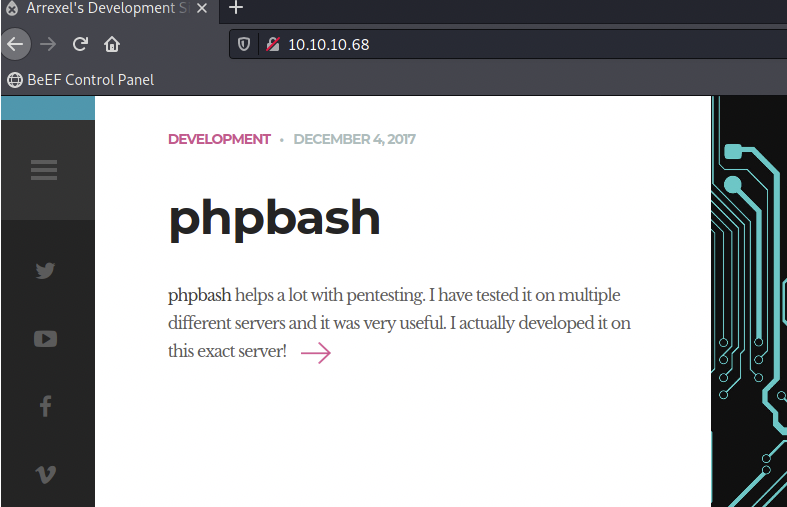 Arrexel's Development S
10.10.10.68
BeEF Control Panel
DEVELOPMENT • DECEMBER 4, 2017
phpbash
phpbash helps a lot with pentesting. I have tested it on multiple
different servers and it was very useful. I actually developed it on
this exact server!